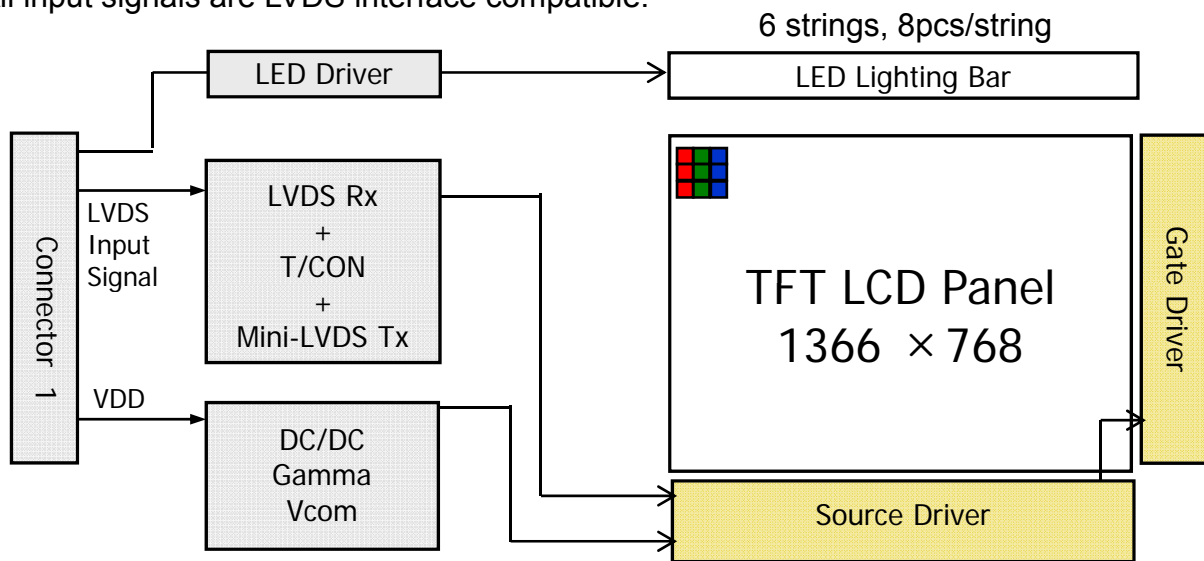 input signals are LVDS interface compatible.
6 strings, 8pcs/string
LED Driver
LED Lighting Bar
Connector 1
LVDS
Input
Signal
LVDS Rx
+
T/CON
+
Mini-LVDS Tx
TFT LCD Panel
1366 × 768
Gate Driver
VDD
DC/DC
Gamma
Vcom
Source Driver